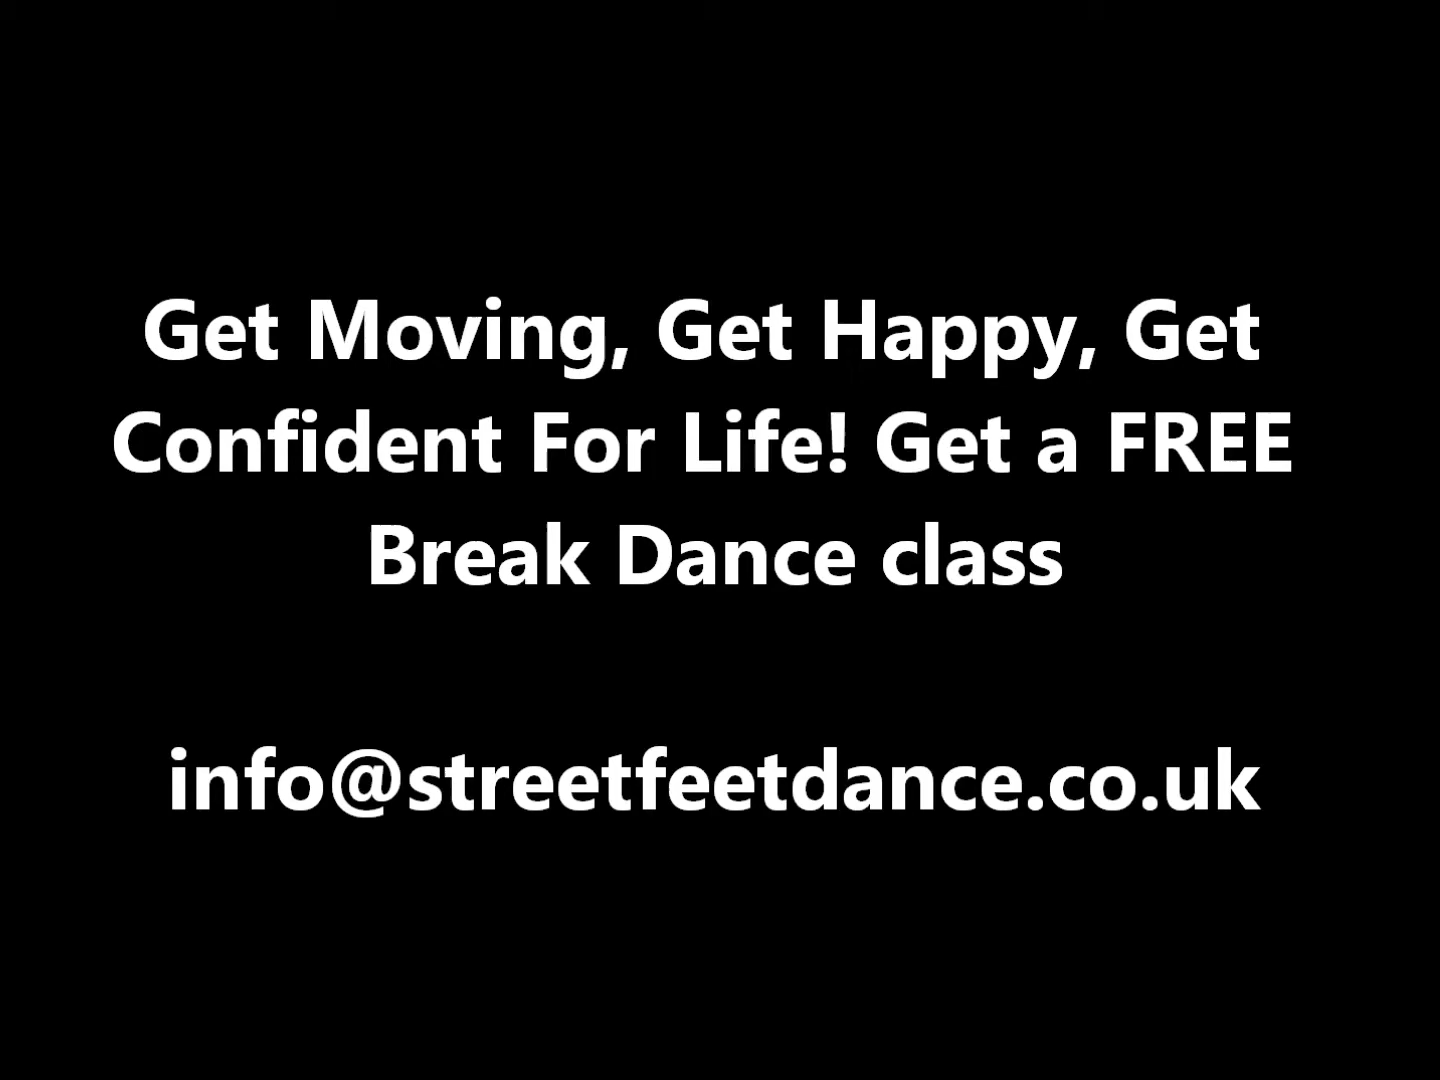 Get Moving, Get Happy, Get
Confident For Life! Get a FREE
Break Dance class
info@streetfeetdance.co.uk